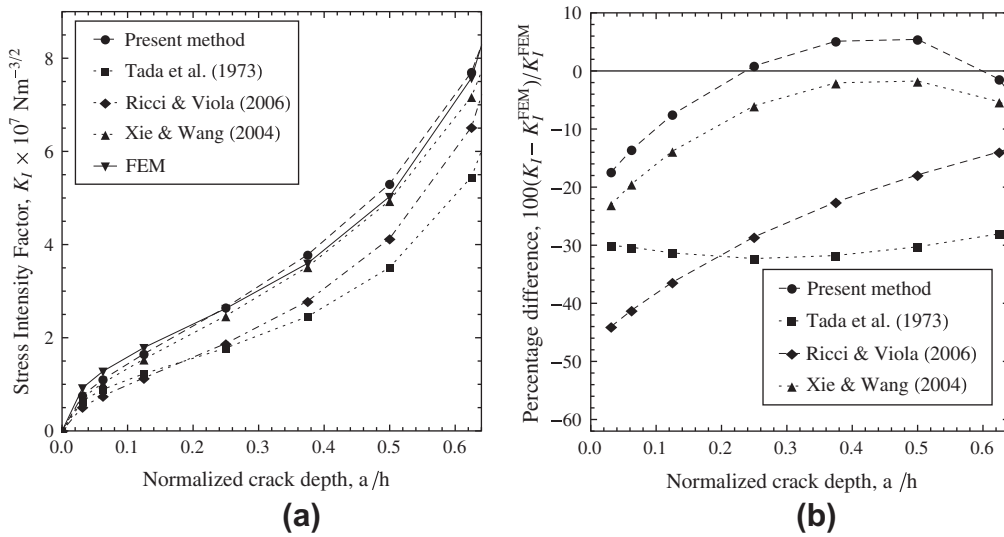 Stress Intensity Factor, K_I × 10^7 Nm^{-3/2}
8
6
4
2
0
Present method
Tada et al. (1973)
Ricci & Viola (2006)
Xie & Wang (2004)
FEM
0.0 0.1 0.2 0.3 0.4 0.5 0.6
Normalized crack depth, a /h
(a)
Percentage difference, 100(K_I − K_I^{FEM})/K_I^{FEM}
10
0
−10
−20
−30
−40
−50
−60
Present method
Tada et al. (1973)
Ricci & Viola (2006)
Xie & Wang (2004)
0.0 0.1 0.2 0.3 0.4 0.5 0.6
Normalized crack depth, a /h
(b)